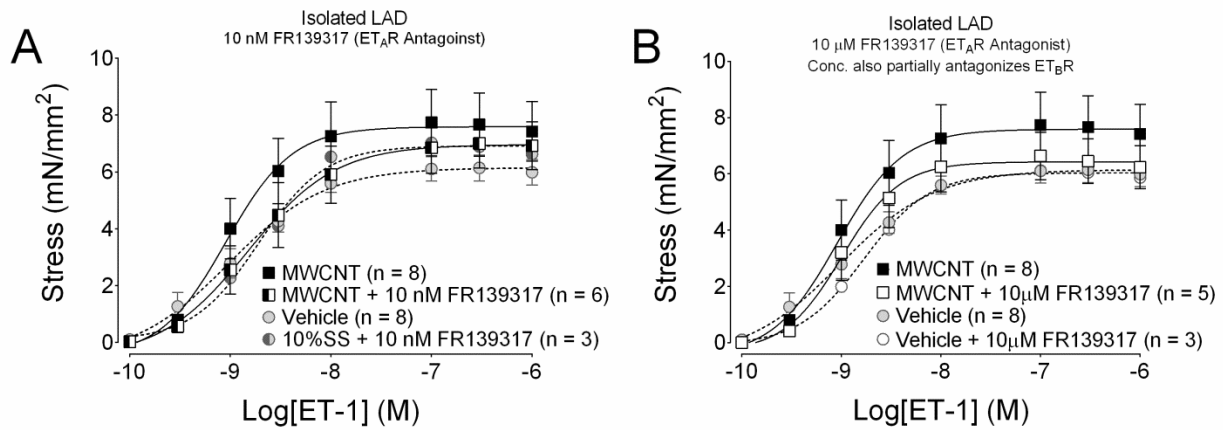 A
Isolated LAD
10 nM FR139317 (ETAR Antagoinst)
Stress (mN/mm²)
10
8
6
4
2
0
MWCNT (n = 8)
MWCNT + 10 nM FR139317 (n = 6)
Vehicle (n = 8)
10%SS + 10 nM FR139317 (n = 3)
-10 -9 -8 -7 -6
Log[ET-1] (M)
B
Isolated LAD
10 μM FR139317 (ETAR Antagonist)
Conc. also partially antagonizes ETBR
Stress (mN/mm²)
10
8
6
4
2
0
MWCNT (n = 8)
MWCNT + 10μM FR139317 (n = 5)
Vehicle (n = 8)
Vehicle + 10μM FR139317 (n = 3)
-10 -9 -8 -7 -6
Log[ET-1] (M)